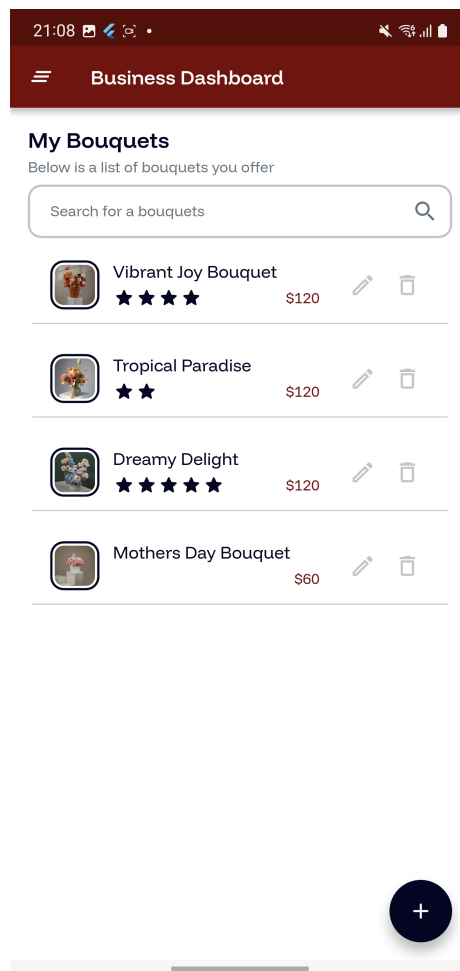 21:08
Business Dashboard
My Bouquets
Below is a list of bouquets you offer
Search for a bouquets
Vibrant Joy Bouquet
$120
Tropical Paradise
$120
Dreamy Delight
$120
Mothers Day Bouquet
$60